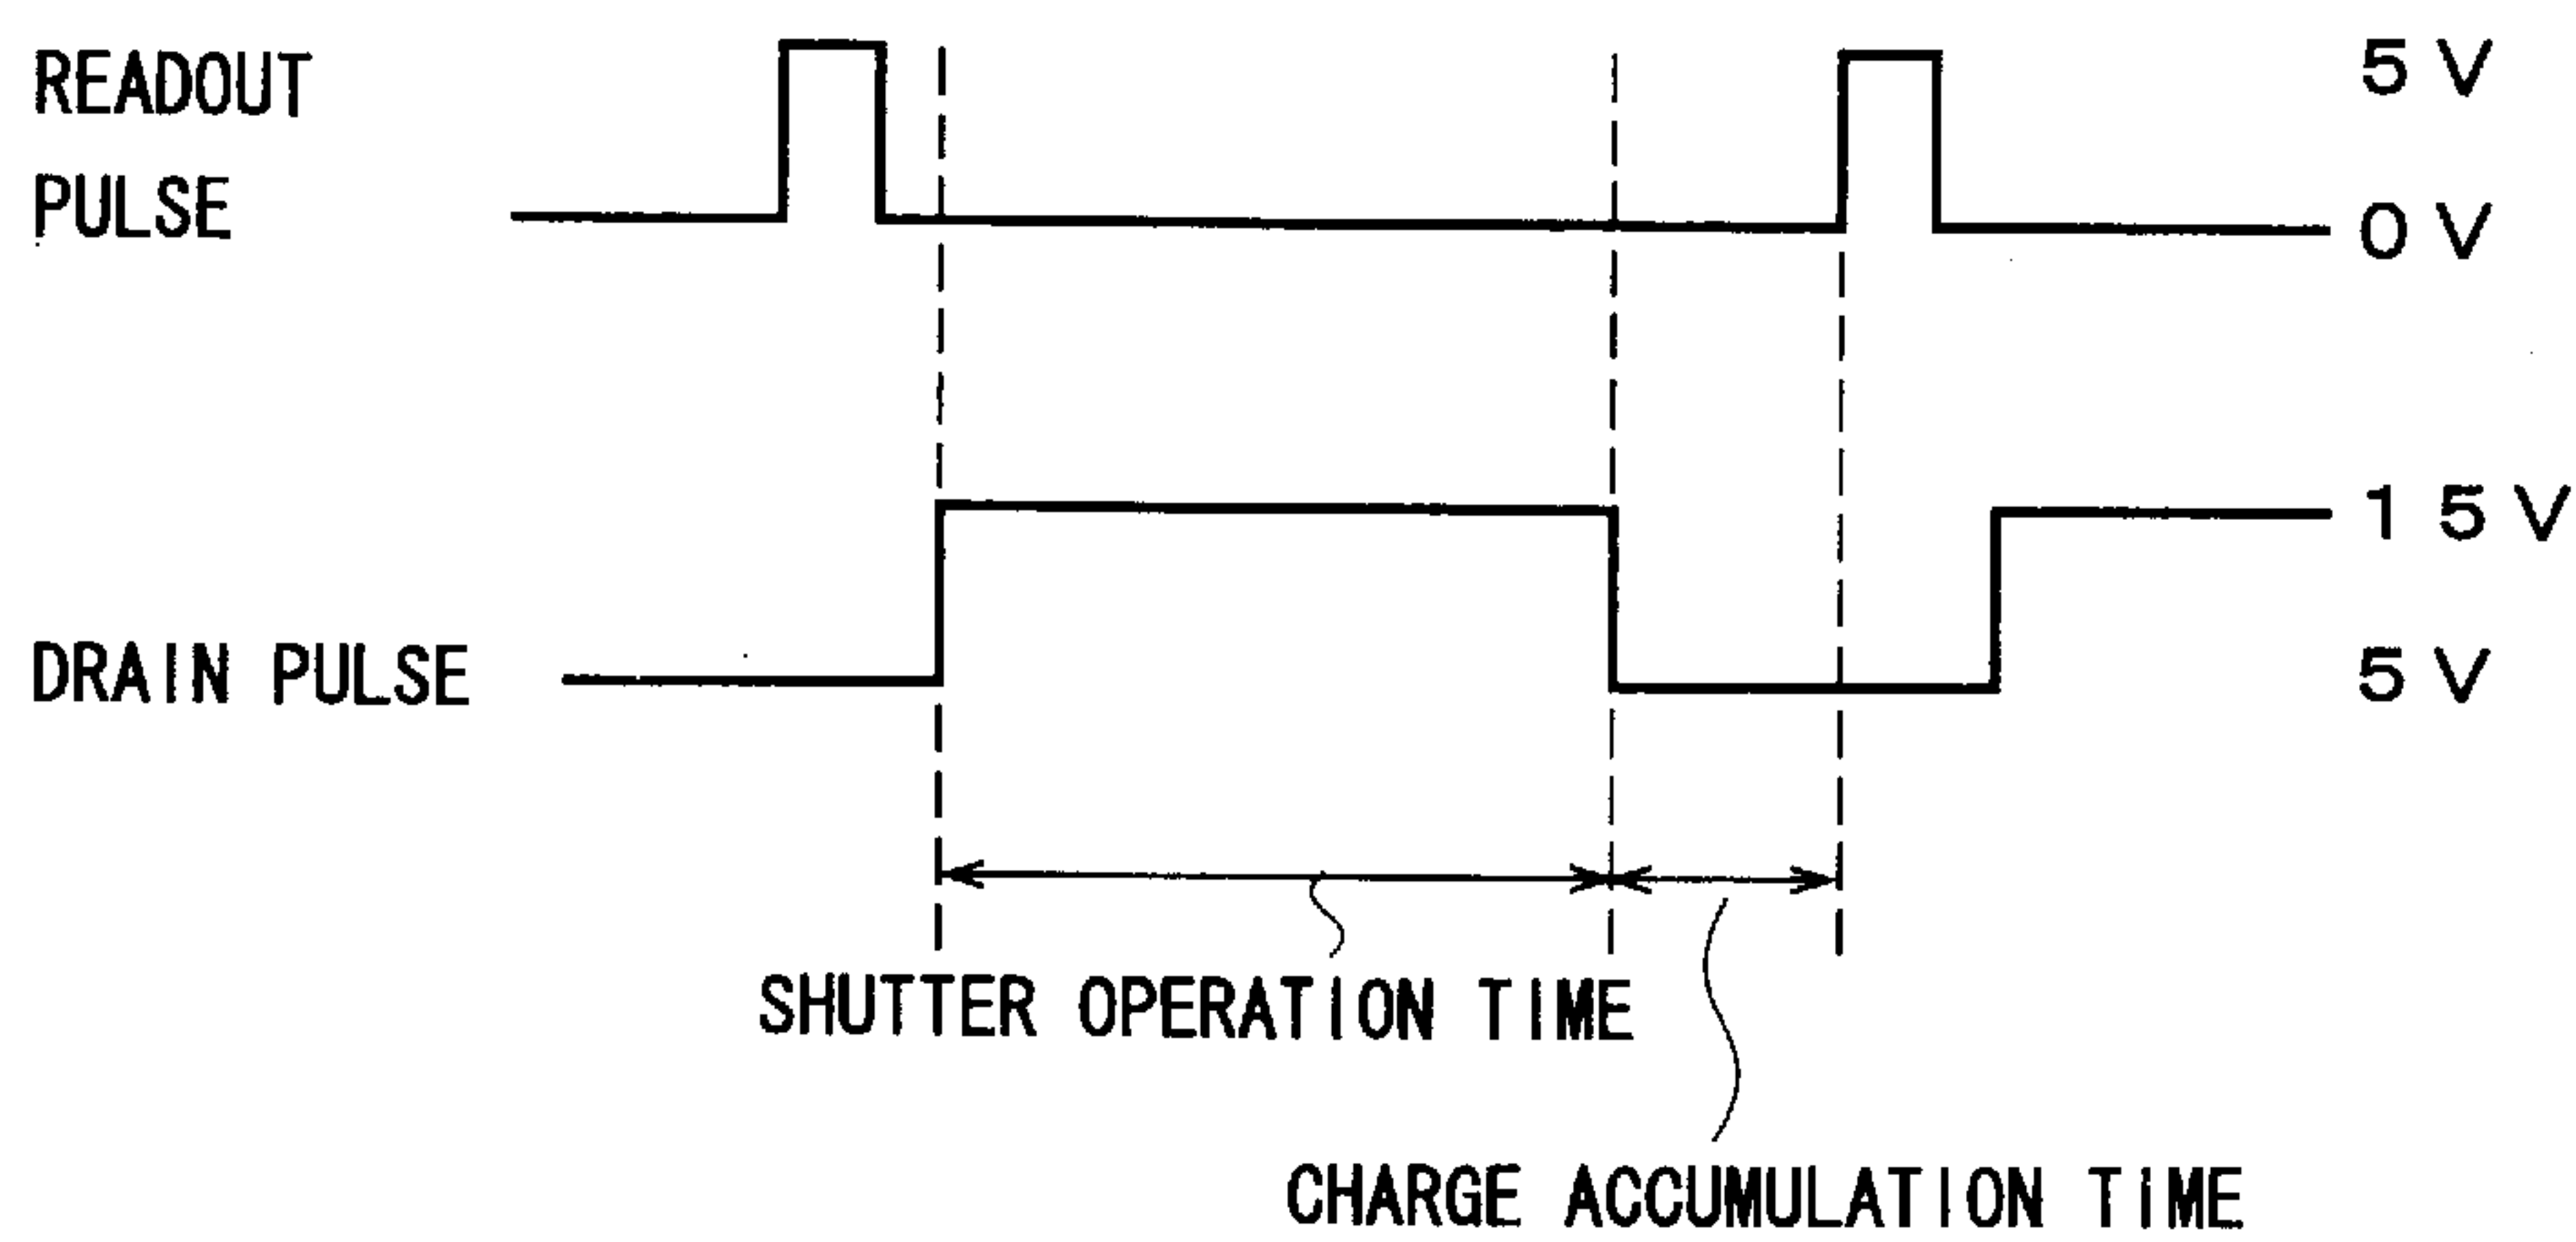 READOUT
PULSE
5 V
0 V
DRAIN PULSE
15 V
5 V
SHUTTER OPERATION TIME
CHARGE ACCUMULATION TIME